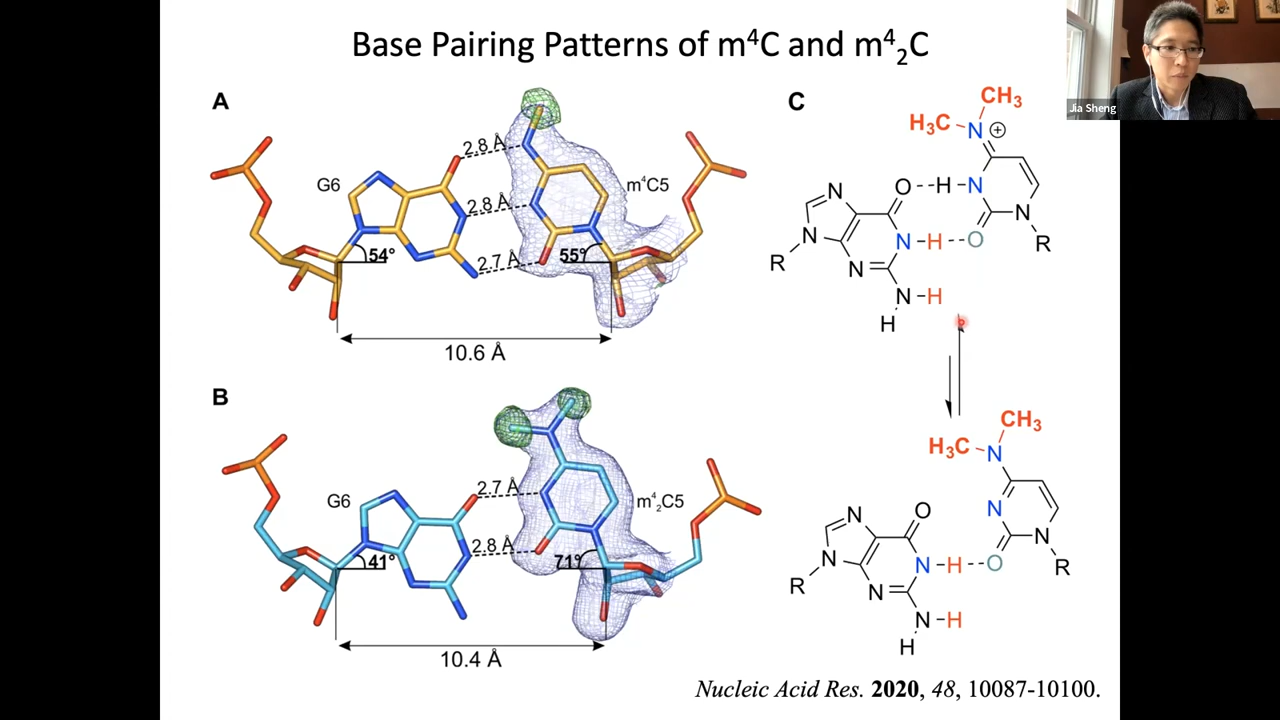 Base Pairing Patterns of m⁴C and m⁴₂C
Jia Sheng
A
G6
2.8 Å
2.8 Å
2.7 Å
m⁴C5
54°
55°
10.6 Å
B
G6
2.7 Å
2.8 Å
m⁴₂C5
41°
71°
10.4 Å
C
CH₃
H₃C
N
⊕
N
O
H
N
N
O
N
R
N
H
O
R
N
N
H
H
CH₃
H₃C
N
O
N
N
N
O
N
R
N
H
O
R
N
N
H
H
Nucleic Acid Res. 2020, 48, 10087-10100.